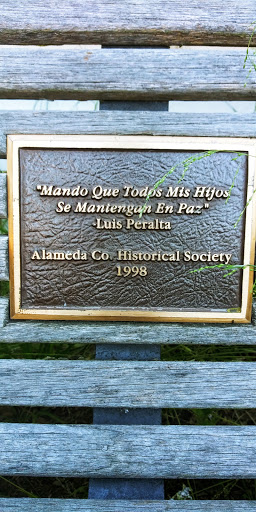 "Mando Que Todos Mis Hijos
Se Mantengan En Paz"
-Luis Peralta
Alameda Co. Historical Society
1998